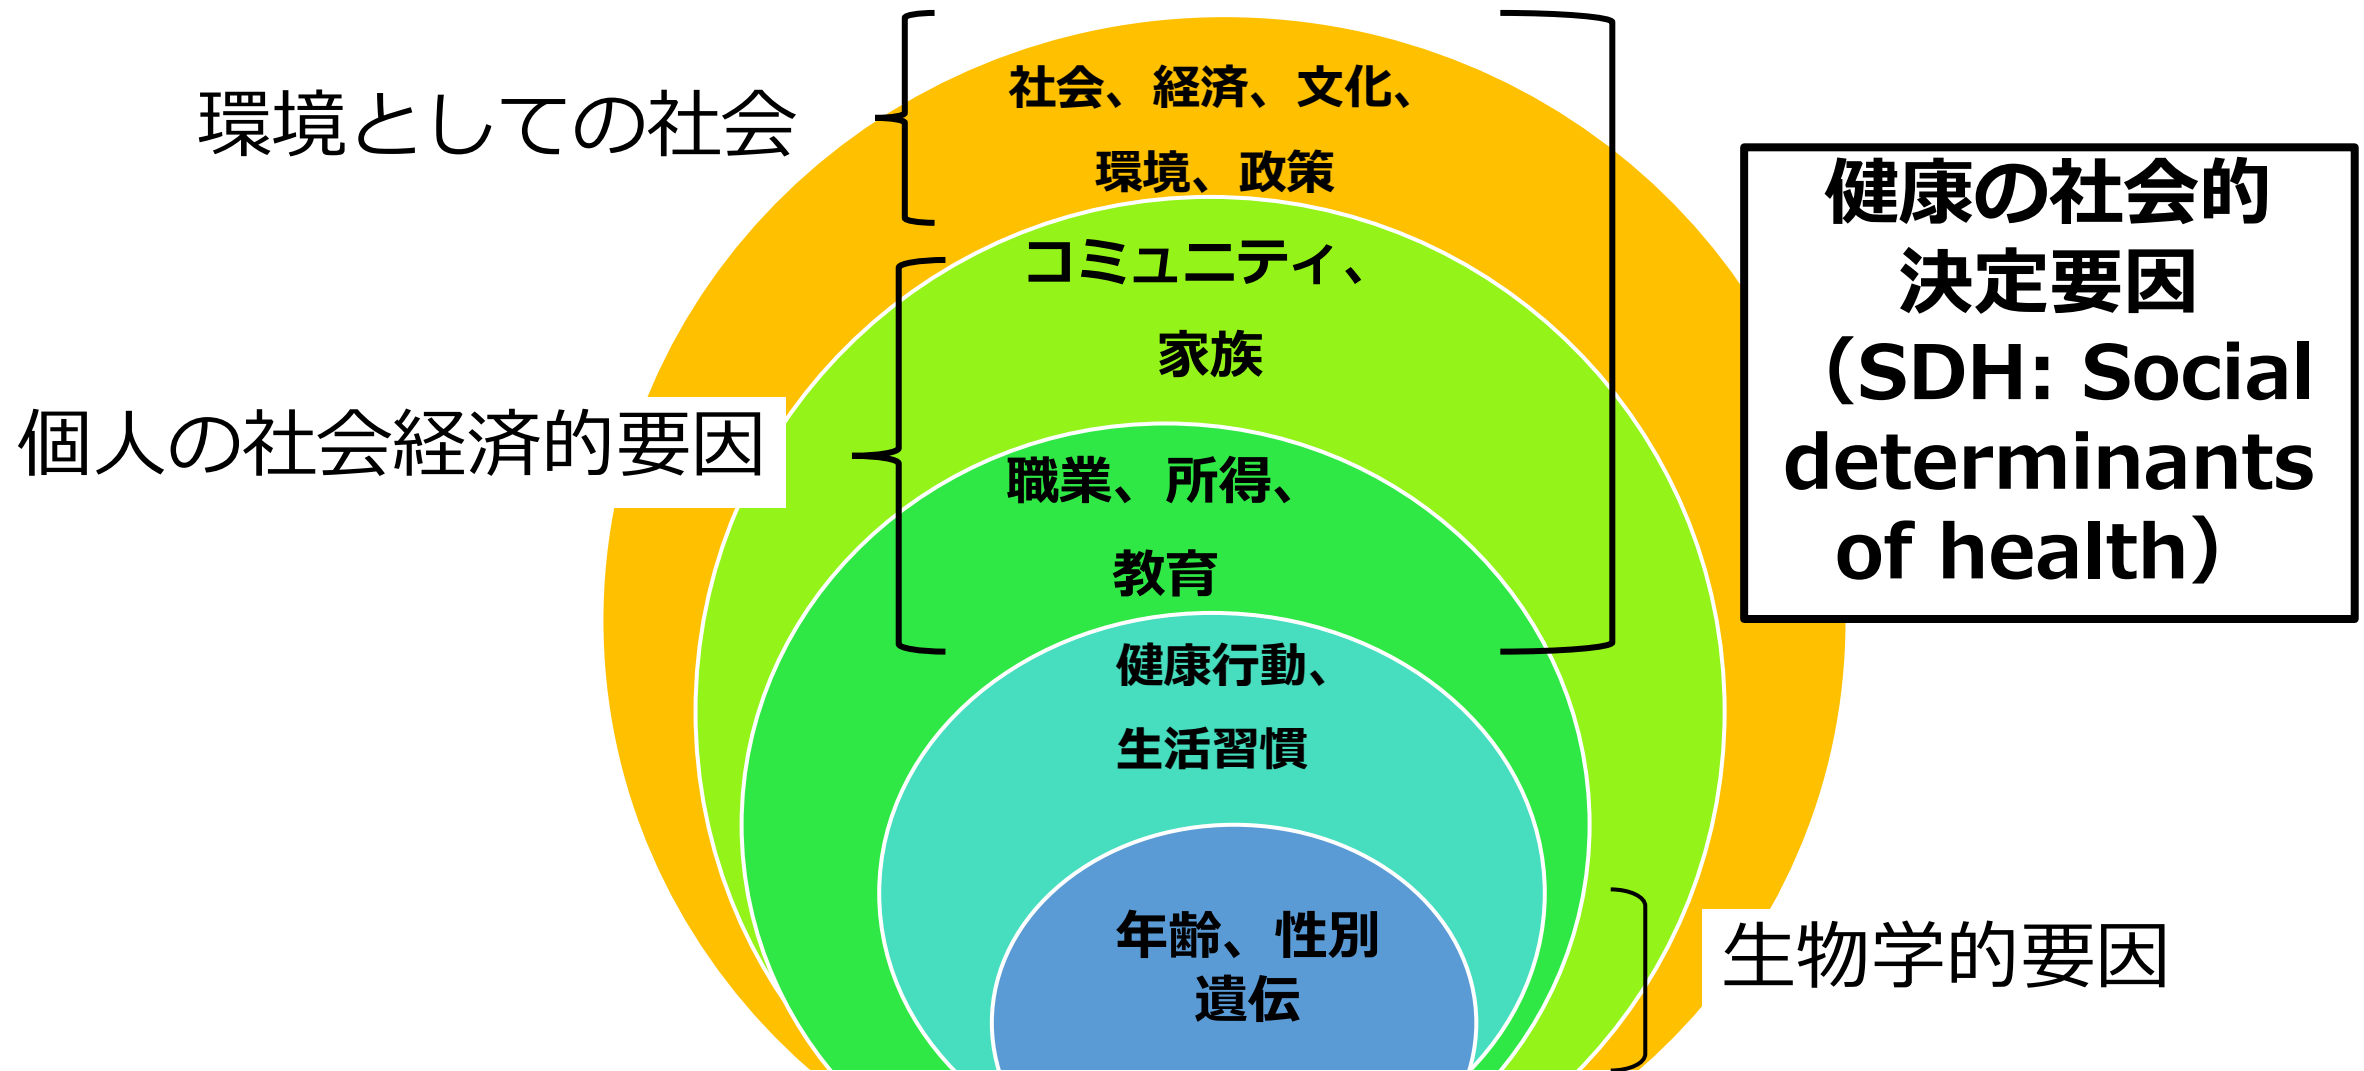 環境としての社会
社会、経済、文化、
環境、政策
健康の社会的
決定要因
（SDH: Social
determinants
of health）
コミュニティ、
家族
個人の社会経済的要因
職業、所得、
教育
健康行動、
生活習慣
年齢、性別
遺伝
生物学的要因